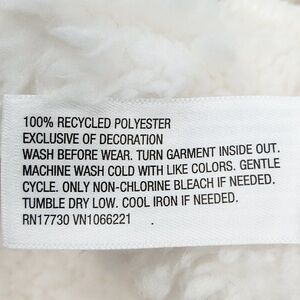 100% RECYCLED POLYESTER
EXCLUSIVE OF DECORATION
WASH BEFORE WEAR. TURN GARMENT INSIDE OUT.
MACHINE WASH COLD WITH LIKE COLORS. GENTLE
CYCLE. ONLY NON-CHLORINE BLEACH IF NEEDED.
TUMBLE DRY LOW. COOL IRON IF NEEDED.
RN17730 VN1066221